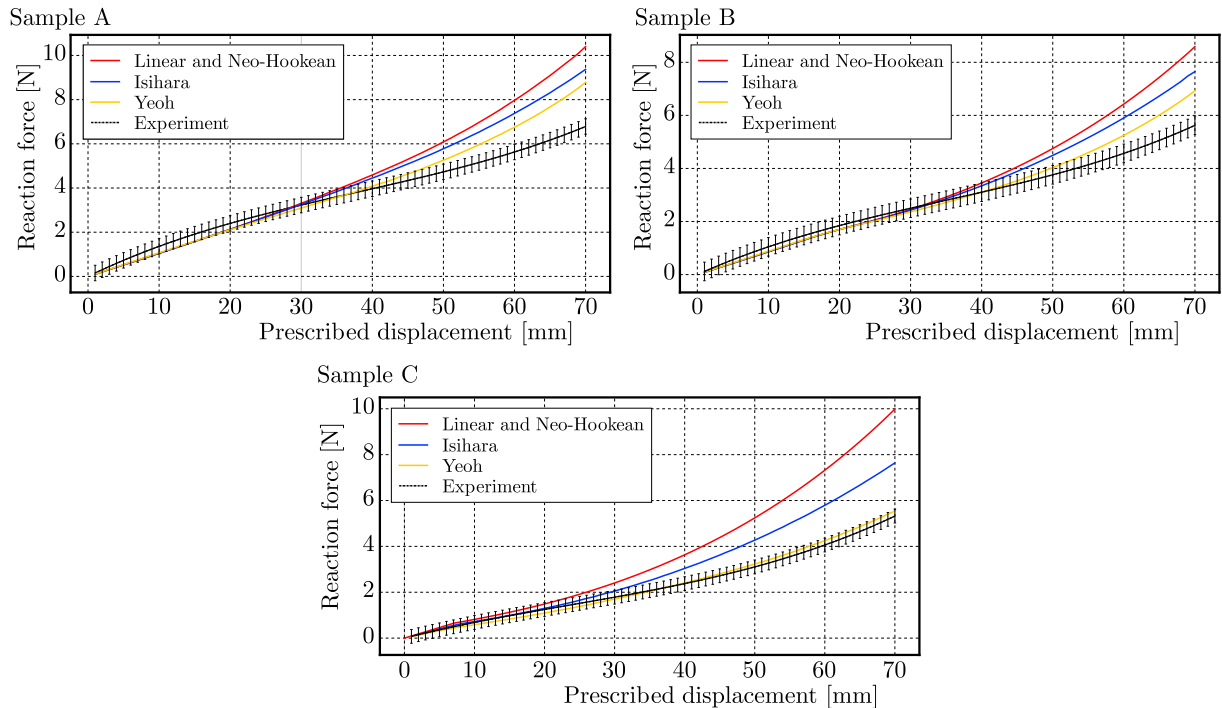 Sample A
Reaction force [N]
10
8
6
4
2
0
Linear and Neo-Hookean
Isihara
Yeoh
Experiment
0 10 20 30 40 50 60 70
Prescribed displacement [mm]
Sample B
Reaction force [N]
8
6
4
2
0
Linear and Neo-Hookean
Isihara
Yeoh
Experiment
0 10 20 30 40 50 60 70
Prescribed displacement [mm]
Sample C
Reaction force [N]
10
8
6
4
2
0
Linear and Neo-Hookean
Isihara
Yeoh
Experiment
0 10 20 30 40 50 60 70
Prescribed displacement [mm]